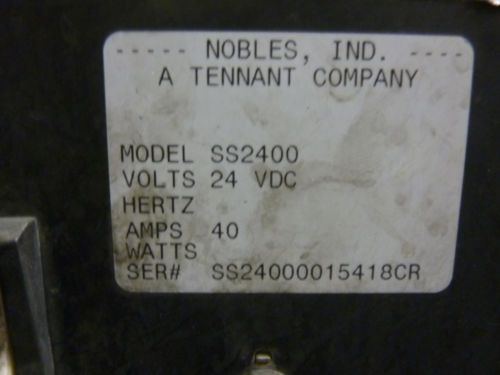 ----- NOBLES, IND. ----
A TENNANT COMPANY
MODEL SS2400
VOLTS 24 VDC
HERTZ
AMPS 40
WATTS
SER# SS24000015418CR